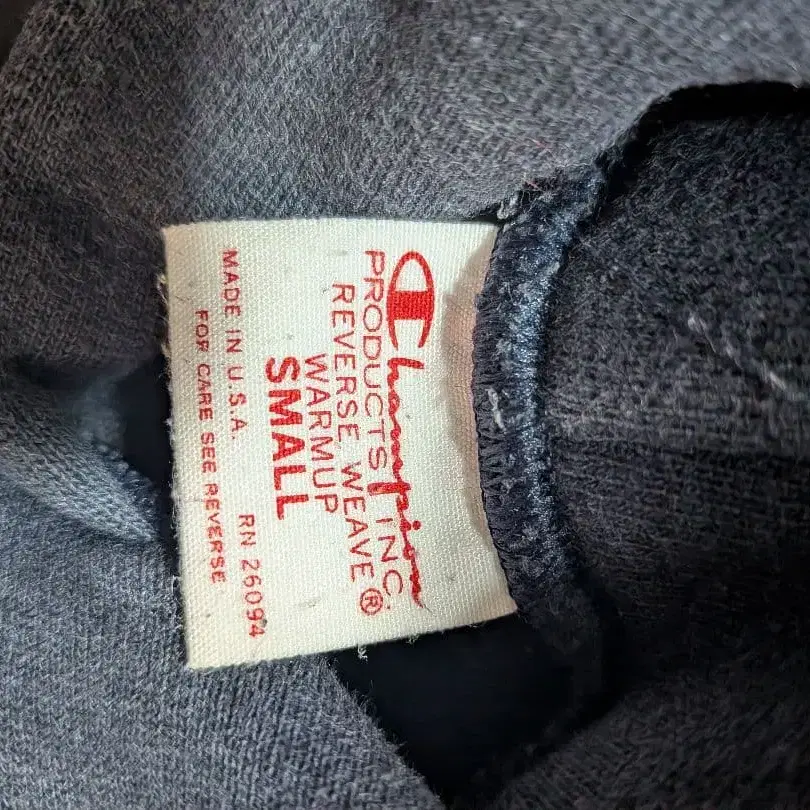 Champion
PRODUCTS INC.
REVERSE WEAVE®
WARMUP
SMALL
MADE IN U.S.A. RN 26094
FOR CARE SEE REVERSE